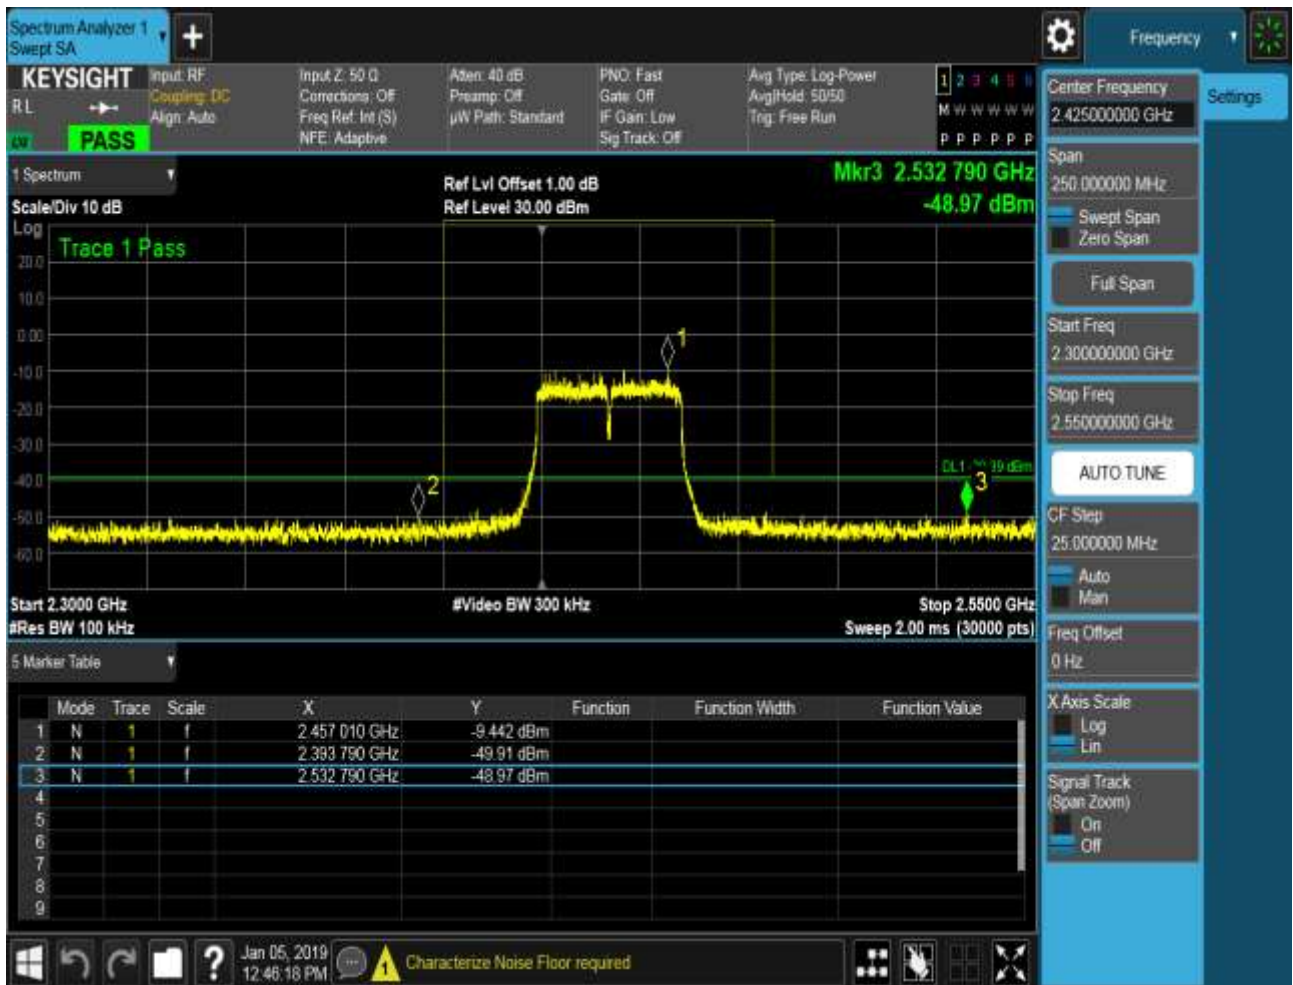 Spectrum Analyzer 1
Swept SA
Frequency
KEYSIGHT
R L
PASS
Input: RF
Coupling: DC
Align: Auto
Input Z: 50 Ω
Corrections: Off
Freq Ref: Int (S)
NFE: Adaptive
Atten: 40 dB
Preamp: Off
µW Path: Standard
PNO: Fast
Gate: Off
IF Gain: Low
Sig Track: Off
Avg Type: Log-Power
Avg|Hold: 50/50
Trig: Free Run
1 2 3 4 5 6
M W W W W W
P P P P P P
1 Spectrum
Scale/Div 10 dB
Ref Lvl Offset 1.00 dB
Ref Level 30.00 dBm
Mkr3 2.532 790 GHz
-48.97 dBm
Log
Trace 1 Pass
20.0
10.0
0.00
-10.0
-20.0
-30.0
-40.0
-50.0
-60.0
1
2
3
DL1
Start 2.3000 GHz
#Video BW 300 kHz
Stop 2.5500 GHz
#Res BW 100 kHz
Sweep 2.00 ms (30000 pts)
5 Marker Table
Mode Trace Scale X Y Function Function Width Function Value
1 N 1 f 2.457 010 GHz -9.442 dBm
2 N 1 f 2.393 790 GHz -49.91 dBm
3 N 1 f 2.532 790 GHz -48.97 dBm
4
5
6
7
8
9
Jan 05, 2019
12:46:18 PM
1
Characterize Noise Floor required
Center Frequency
2.425000000 GHz
Settings
Span
250.000000 MHz
Swept Span
Zero Span
Full Span
Start Freq
2.300000000 GHz
Stop Freq
2.550000000 GHz
AUTO TUNE
CF Step
25.000000 MHz
Auto
Man
Freq Offset
0 Hz
X Axis Scale
Log
Lin
Signal Track
(Span Zoom)
On
Off